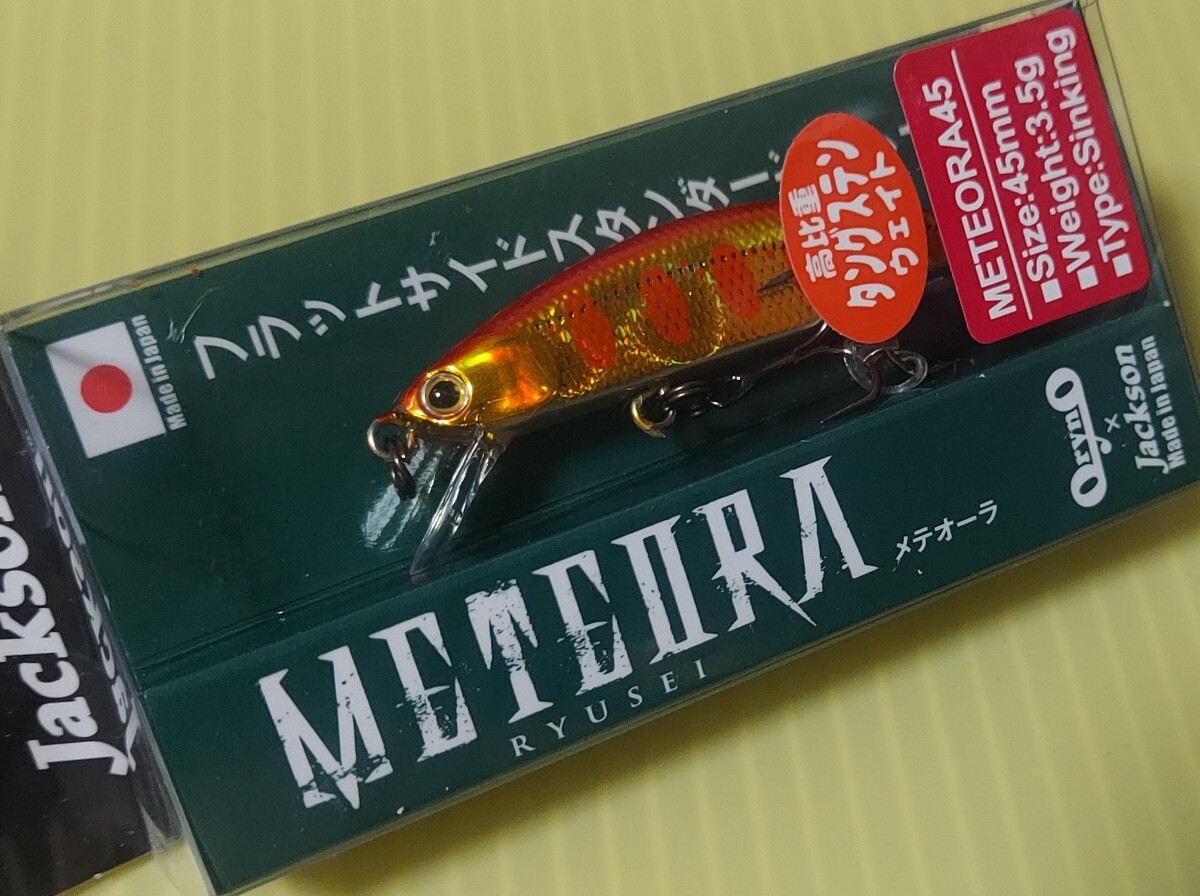 METEORA45
■Size:45mm
■Weight:3.5g
■Type:Sinking
高比重
タングステン
ウェイト
フラットサイドスタンダード
Made in Japan
Oryno
×
Jackson
Made in Japan
METEORA
メテオーラ
RYUSEI
Jackson
Jackson